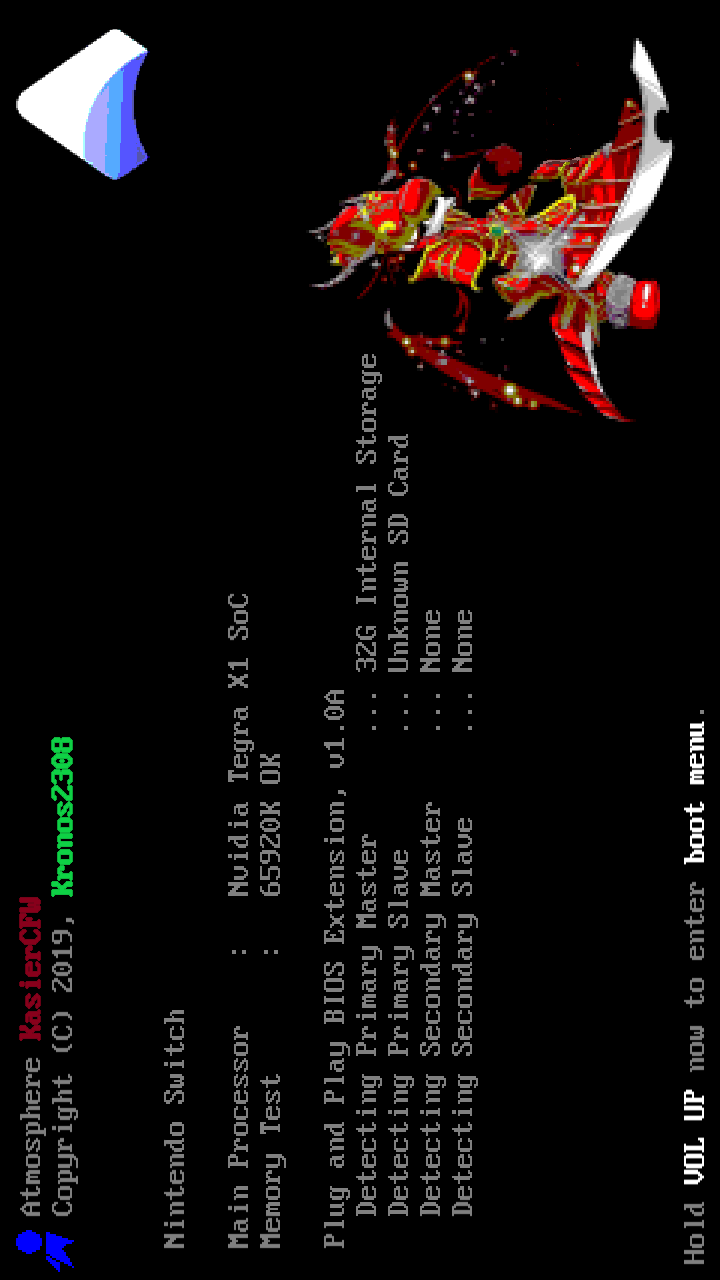 Atmosphere KasierCFW
Copyright (C) 2019, Kromos2308
Nintendo Switch
Main Processor : Nvidia Tegra X1 SoC
Memory Test : 65920K OK
Plug and Play BIOS Extension, v1.0A
Detecting Primary Master ... 32G Internal Storage
Detecting Primary Slave ... Unknown SD Card
Detecting Secondary Master ... None
Detecting Secondary Slave ... None
Hold VOL UP now to enter boot menu.